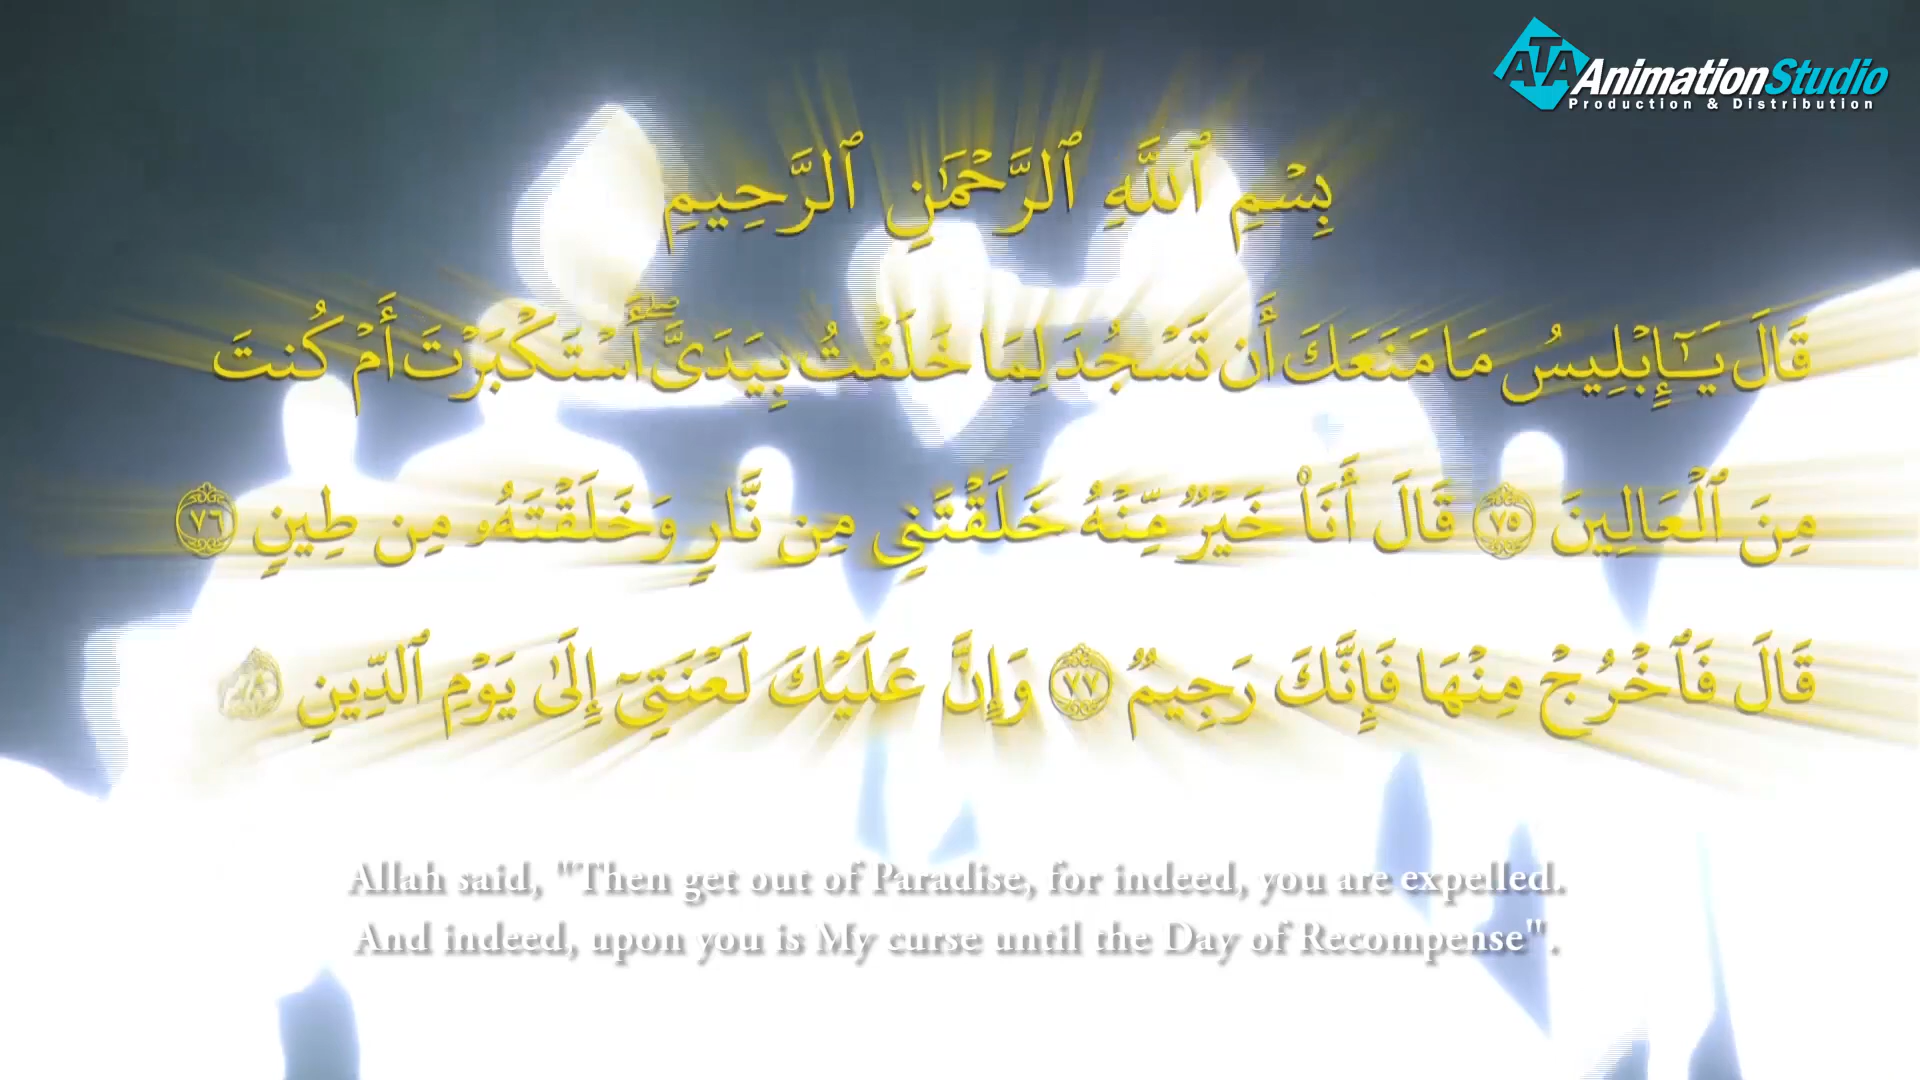 ATA AnimationStudio
Production & Distribution
بِسْمِ ٱللَّهِ ٱلرَّحْمَٰنِ ٱلرَّحِيمِ
قَالَ يَـٰٓإِبْلِيسُ مَا مَنَعَكَ أَن تَسْجُدَ لِمَا خَلَقْتُ بِيَدَىَّ ۖ أَسْتَكْبَرْتَ أَمْ كُنتَ
مِنَ ٱلْعَالِينَ ٧٥ قَالَ أَنَا۠ خَيْرٌۭ مِّنْهُ خَلَقْتَنِى مِن نَّارٍۢ وَخَلَقْتَهُۥ مِن طِينٍۢ ٧٦
قَالَ فَٱخْرُجْ مِنْهَا فَإِنَّكَ رَجِيمٌۭ ٧٧ وَإِنَّ عَلَيْكَ لَعْنَتِىٓ إِلَىٰ يَوْمِ ٱلدِّينِ
Allah said, "Then get out of Paradise, for indeed, you are expelled.
And indeed, upon you is My curse until the Day of Recompense".